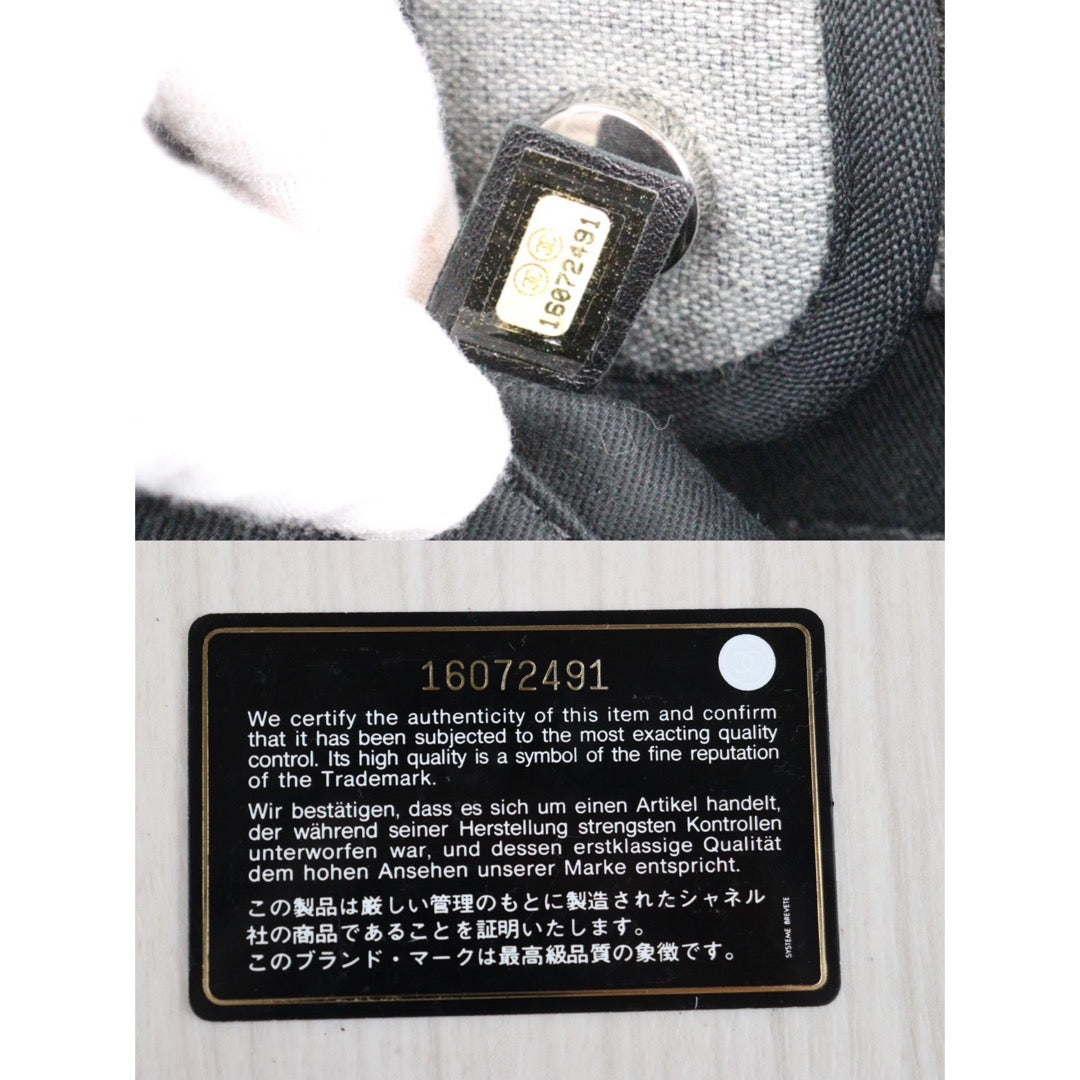 16072491
16072491
We certify the authenticity of this item and confirm
that it has been subjected to the most exacting quality
control. Its high quality is a symbol of the fine reputation
of the Trademark.
Wir bestätigen, dass es sich um einen Artikel handelt,
der während seiner Herstellung strengsten Kontrollen
unterworfen war, und dessen erstklassige Qualität
dem hohen Ansehen unserer Marke entspricht.
この製品は厳しい管理のもとに製造されたシャネル
社の商品であることを証明いたします。
このブランド・マークは最高級品質の象徴です。
SYSTEME BREVETE